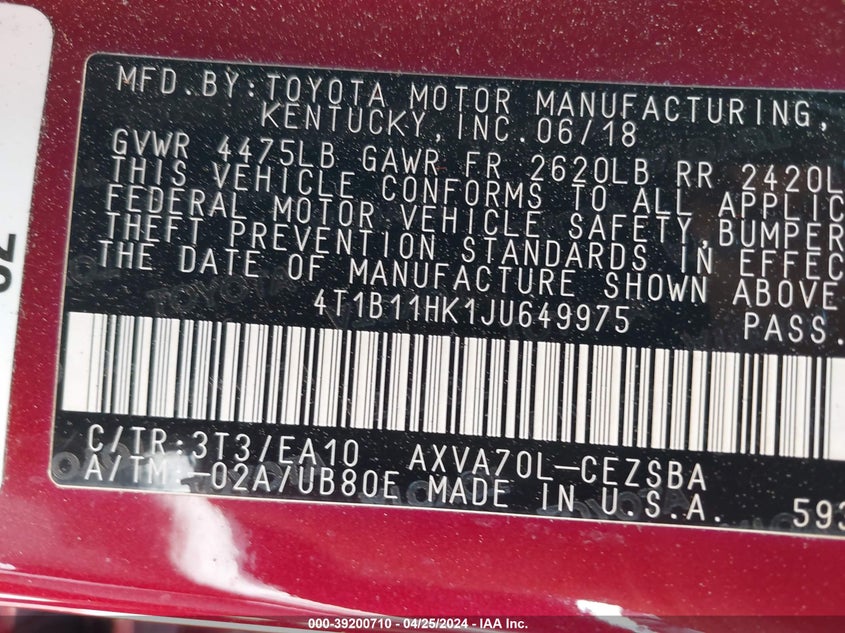 MFD.BY:TOYOTA MOTOR MANUFACTURING,
KENTUCKY,INC.06/18
GVWR 4475LB GAWR FR 2620LB RR 2420L
THIS VEHICLE CONFORMS TO ALL APPLIC
FEDERAL MOTOR VEHICLE SAFETY,BUMPER
THEFT PREVENTION STANDARDS IN EFFEC
THE DATE OF MANUFACTURE SHOWN ABOVE
4T1B11HK1JU649975 PASS.
C/TR:3T3/EA10 AXVA70L-CEZSBA
A/TM:-02A/UB80E MADE IN U.S.A. 593
000-39200710 - 04/25/2024 - IAA Inc.